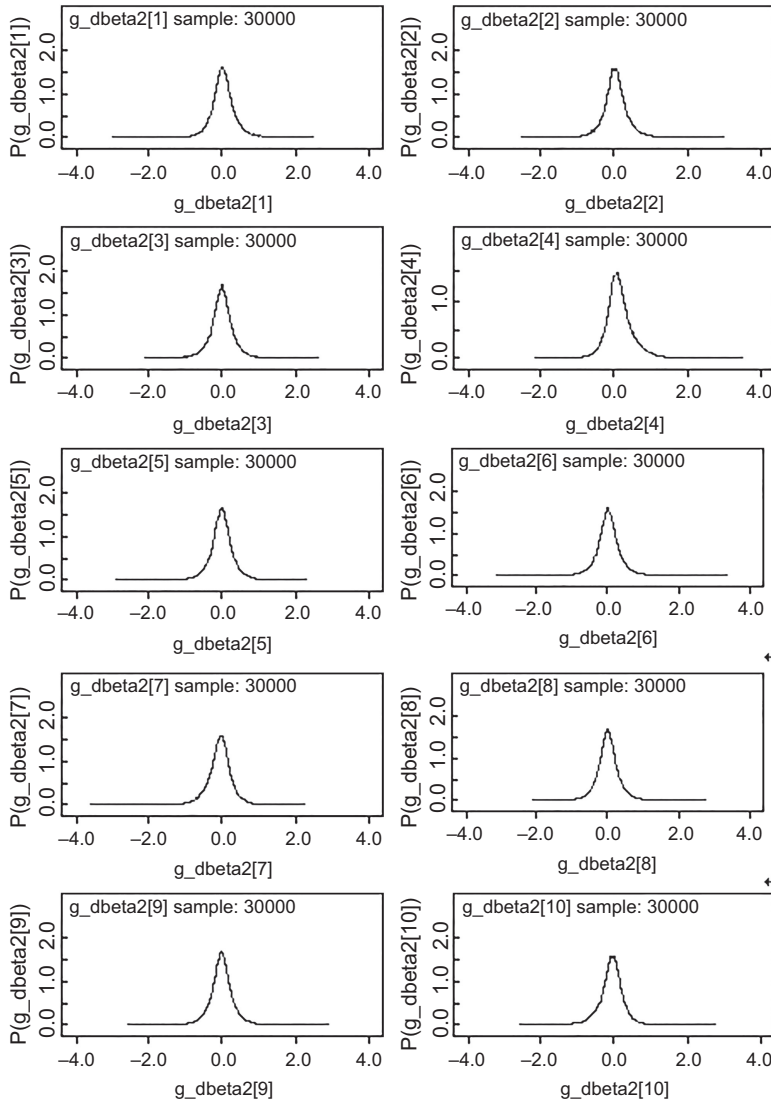 g_dbeta2[1] sample: 30000
P(g_dbeta2[1])
2.0
1.0
0.0
–4.0 –2.0 0.0 2.0 4.0
g_dbeta2[1]
g_dbeta2[2] sample: 30000
P(g_dbeta2[2])
2.0
1.0
0.0
–4.0 –2.0 0.0 2.0 4.0
g_dbeta2[2]
g_dbeta2[3] sample: 30000
P(g_dbeta2[3])
2.0
1.0
0.0
–4.0 –2.0 0.0 2.0 4.0
g_dbeta2[3]
g_dbeta2[4] sample: 30000
P(g_dbeta2[4])
1.0
0.0
–4.0 –2.0 0.0 2.0 4.0
g_dbeta2[4]
g_dbeta2[5] sample: 30000
P(g_dbeta2[5])
2.0
1.0
0.0
–4.0 –2.0 0.0 2.0 4.0
g_dbeta2[5]
g_dbeta2[6] sample: 30000
P(g_dbeta2[6])
2.0
1.0
0.0
–4.0 –2.0 0.0 2.0 4.0
g_dbeta2[6]
g_dbeta2[7] sample: 30000
P(g_dbeta2[7])
2.0
1.0
0.0
–4.0 –2.0 0.0 2.0 4.0
g_dbeta2[7]
g_dbeta2[8] sample: 30000
P(g_dbeta2[8])
2.0
1.0
0.0
–4.0 –2.0 0.0 2.0 4.0
g_dbeta2[8]
g_dbeta2[9] sample: 30000
P(g_dbeta2[9])
2.0
1.0
0.0
–4.0 –2.0 0.0 2.0 4.0
g_dbeta2[9]
g_dbeta2[10] sample: 30000
P(g_dbeta2[10])
2.0
1.0
0.0
–4.0 –2.0 0.0 2.0 4.0
g_dbeta2[10]